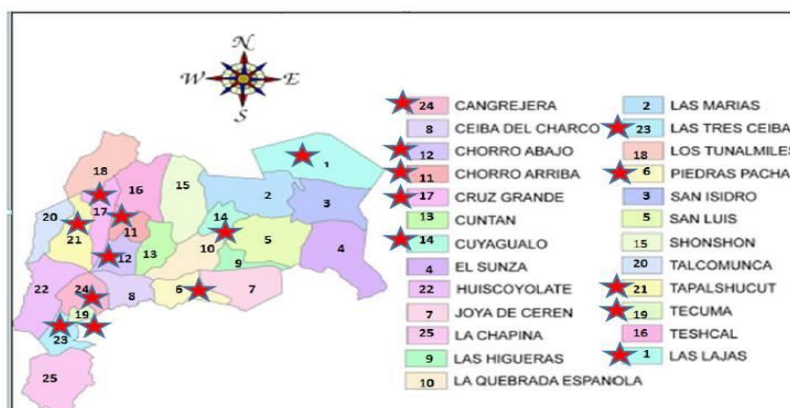 N
W E
S
18
16
15
1
2
3
17
14
20
21
11
12
13
10
5
4
9
22
24
8
6
7
19
23
25
24 CANGREJERA
8 CEIBA DEL CHARCO
12 CHORRO ABAJO
11 CHORRO ARRIBA
17 CRUZ GRANDE
13 CUNTAN
14 CUYAGUALO
4 EL SUNZA
22 HUISCOYOLATE
7 JOYA DE CEREN
25 LA CHAPINA
9 LAS HIGUERAS
10 LA QUEBRADA ESPANOLA
2 LAS MARIAS
23 LAS TRES CEIBA
18 LOS TUNALMILES
6 PIEDRAS PACHA
3 SAN ISIDRO
5 SAN LUIS
15 SHONSHON
20 TALCOMUNCA
21 TAPALSHUCUT
19 TECUMA
16 TESHCAL
1 LAS LAJAS